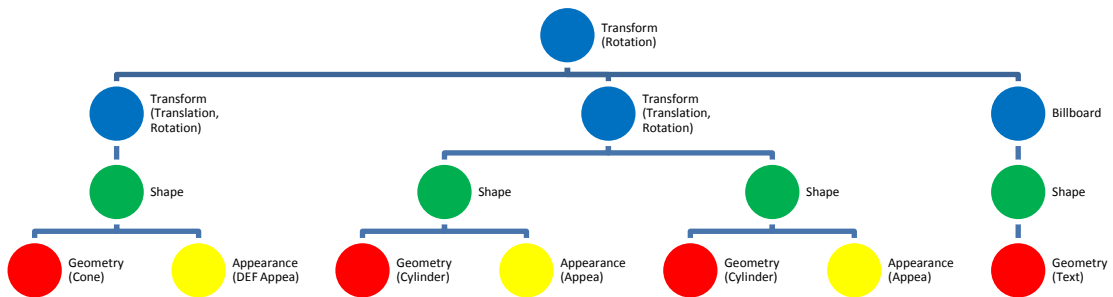 Transform
(Rotation)
Transform
(Translation,
Rotation)
Transform
(Translation,
Rotation)
Billboard
Shape
Shape
Shape
Shape
Geometry
(Cone)
Appearance
(DEF Appea)
Geometry
(Cylinder)
Appearance
(Appea)
Geometry
(Cylinder)
Appearance
(Appea)
Geometry
(Text)